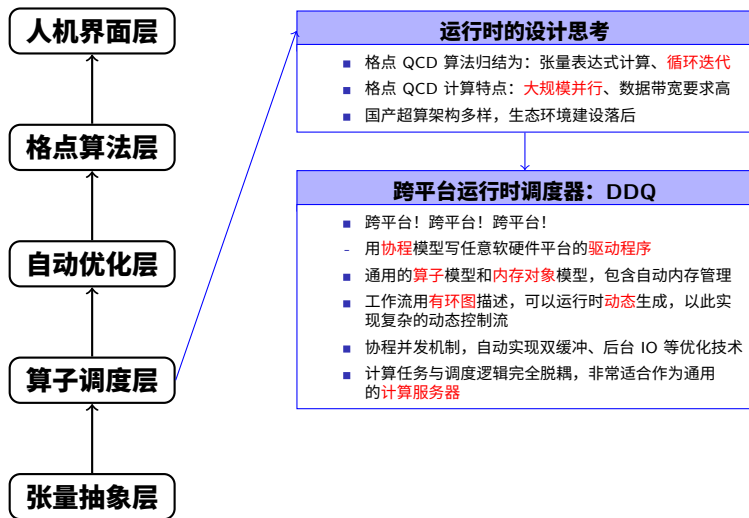 人机界面层
格点算法层
自动优化层
算子调度层
张量抽象层
运行时的设计思考
格点 QCD 算法归结为：张量表达式计算、循环迭代
格点 QCD 计算特点：大规模并行、数据带宽要求高
国产超算架构多样，生态环境建设落后
跨平台运行时调度器：DDQ
跨平台！跨平台！跨平台！
- 用协程模型写任意软硬件平台的驱动程序
通用的算子模型和内存对象模型，包含自动内存管理
工作流用有环图描述，可以运行时动态生成，以此实
现复杂的动态控制流
协程并发机制，自动实现双缓冲、后台 IO 等优化技术
计算任务与调度逻辑完全脱耦，非常适合作为通用
的计算服务器